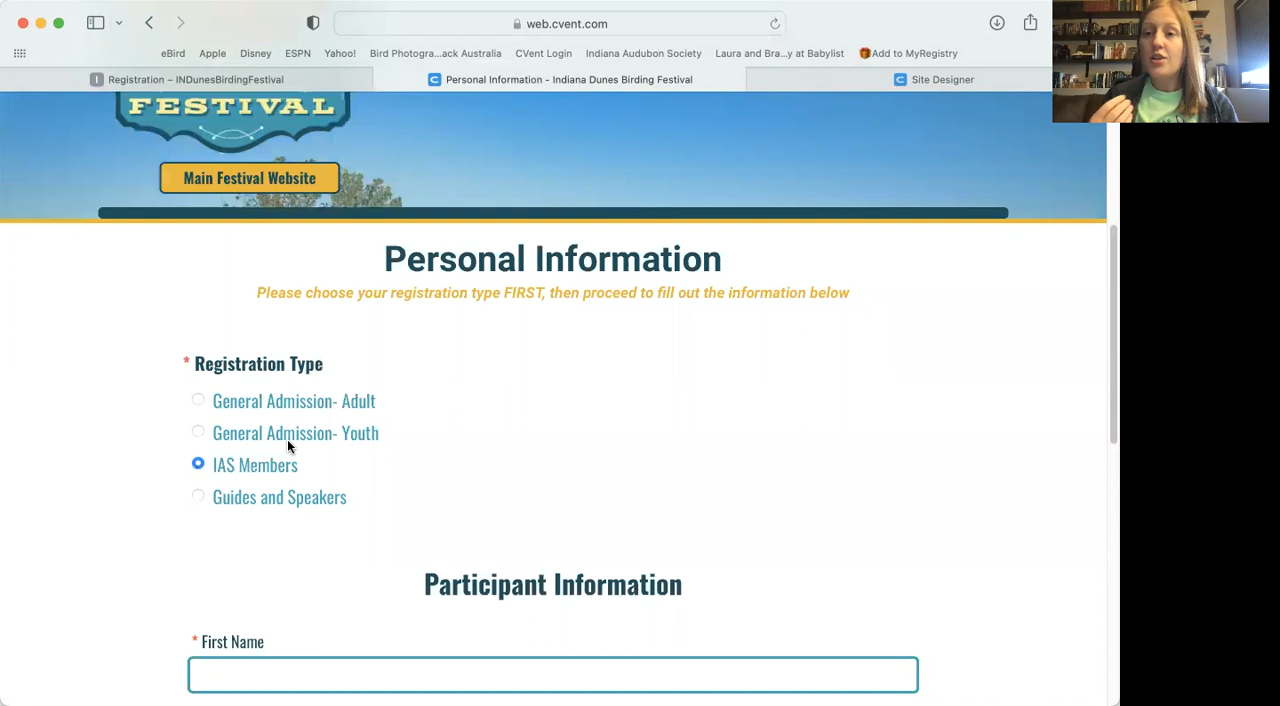 web.cvent.com
eBird Apple Disney ESPN Yahoo! Bird Photogra...ack Australia CVent Login Indiana Audubon Society Laura and Bra...y at Babylist Add to MyRegistry
I Registration – INDunesBirdingFestival C Personal Information - Indiana Dunes Birding Festival C Site Designer
FESTIVAL
Main Festival Website
Personal Information
Please choose your registration type FIRST, then proceed to fill out the information below
* Registration Type
General Admission- Adult
General Admission- Youth
IAS Members
Guides and Speakers
Participant Information
* First Name